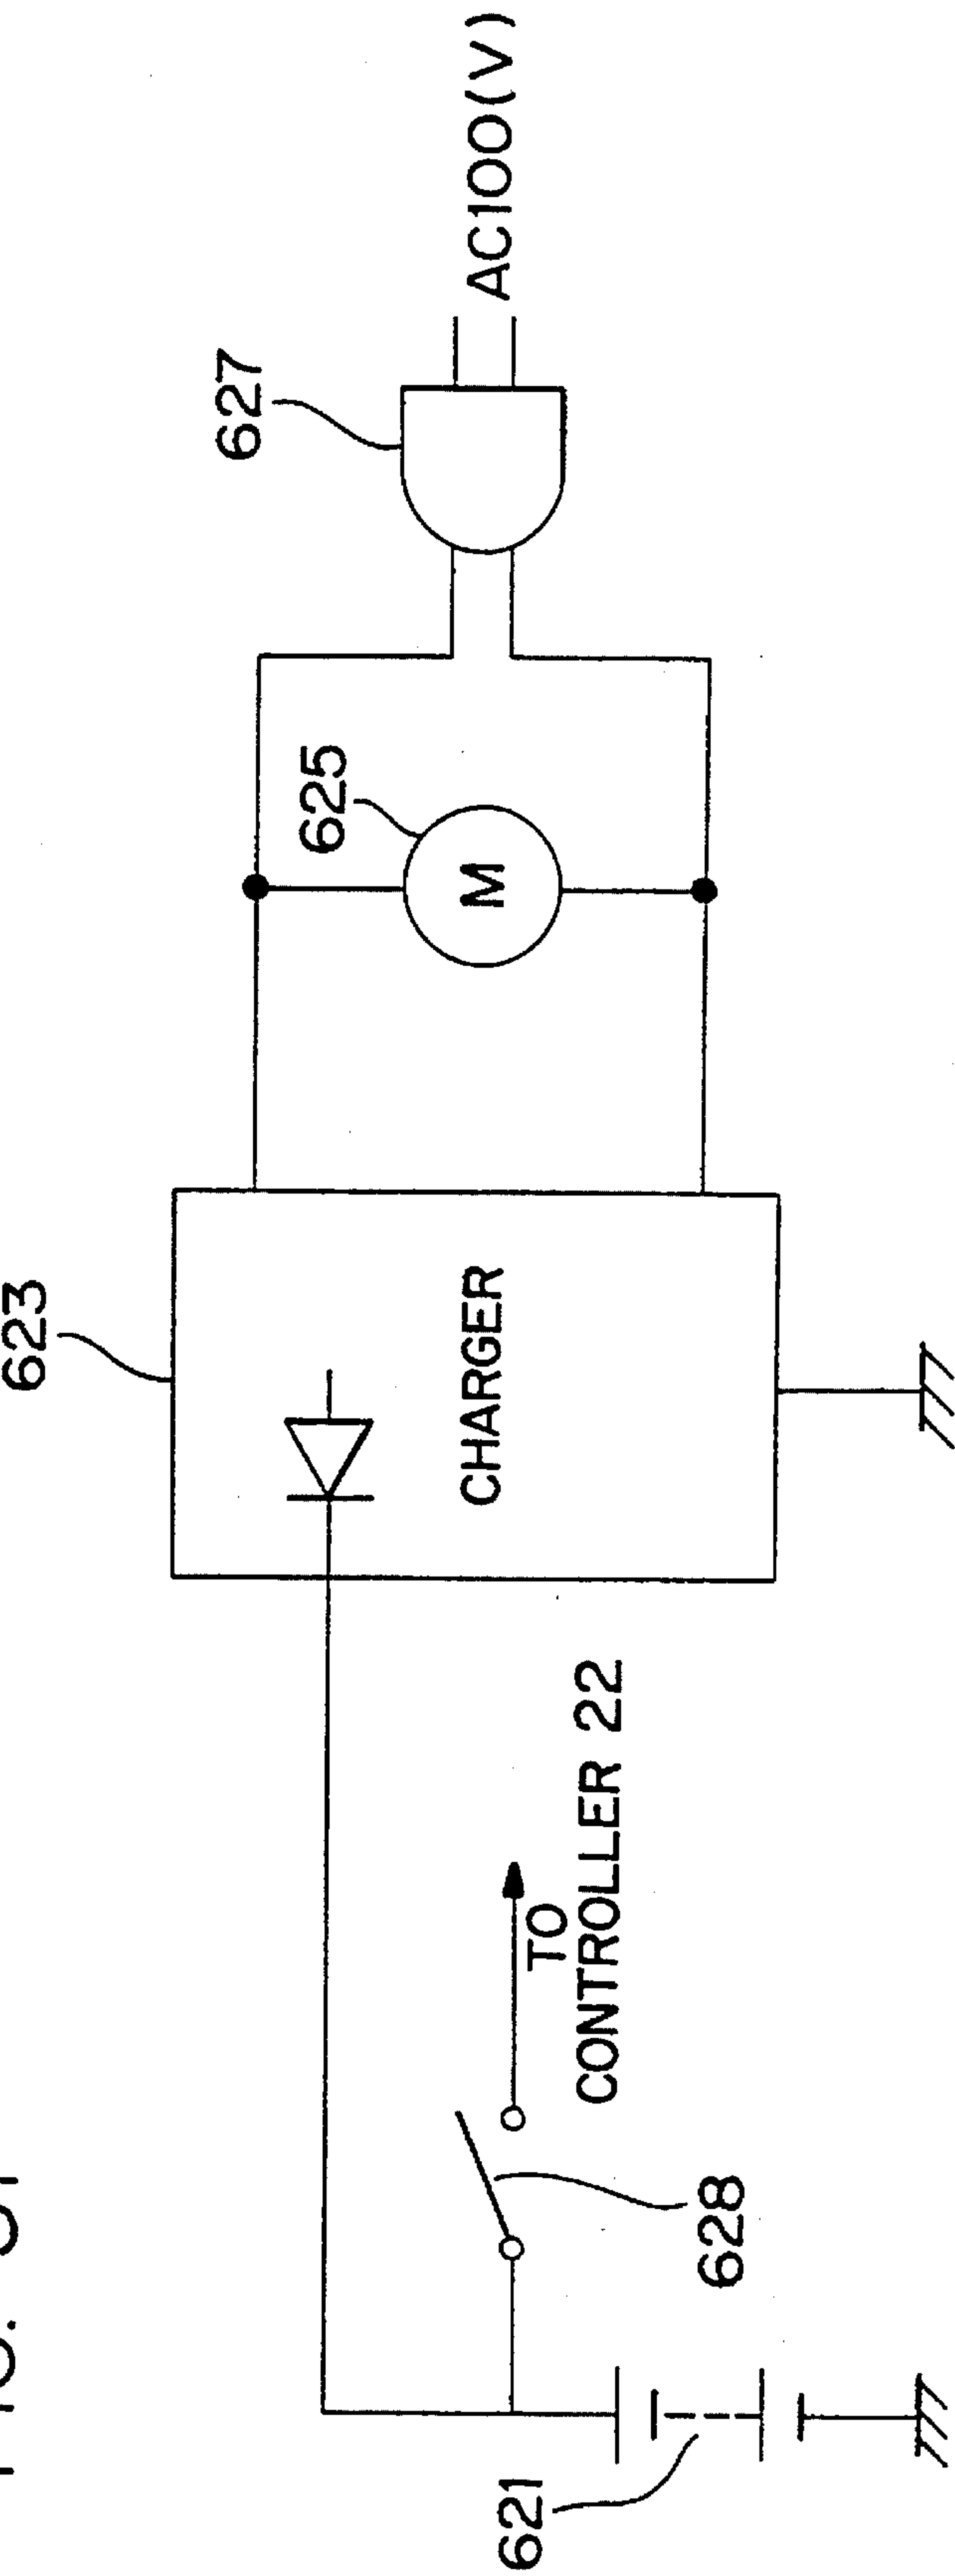 623
CHARGER
625
M
627
AC100(V)
TO
CONTROLLER 22
628
621